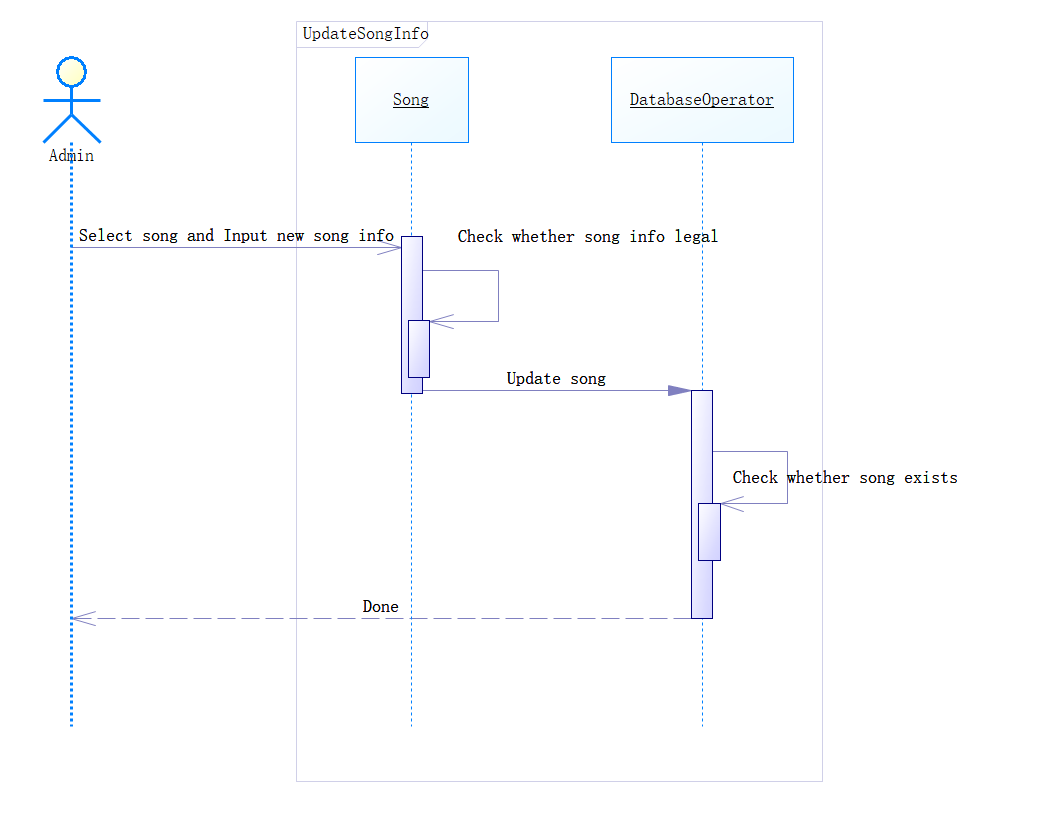 UpdateSongInfo
Song
DatabaseOperator
Admin
Select song and Input new song info
Check whether song info legal
Update song
Check whether song exists
Done